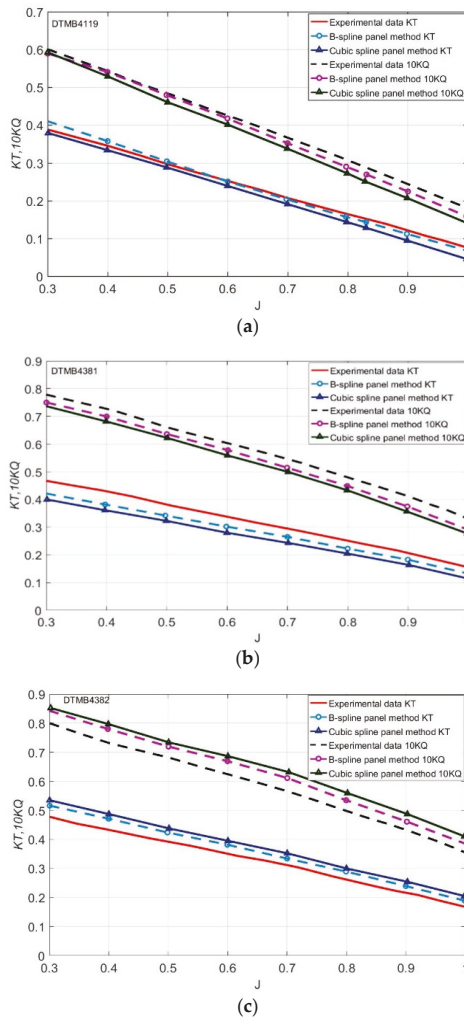 DTMB4119
Experimental data KT
B-spline panel method KT
Cubic spline panel method KT
Experimental data 10KQ
B-spline panel method 10KQ
Cubic spline panel method 10KQ
0.7
0.6
0.5
0.4
0.3
0.2
0.1
0
KT,10KQ
0.3 0.4 0.5 0.6 0.7 0.8 0.9
J
(a)
DTMB4381
Experimental data KT
B-spline panel method KT
Cubic spline panel method KT
Experimental data 10KQ
B-spline panel method 10KQ
Cubic spline panel method 10KQ
0.9
0.8
0.7
0.6
0.5
0.4
0.3
0.2
0.1
0
KT,10KQ
0.3 0.4 0.5 0.6 0.7 0.8 0.9
J
(b)
DTMB4382
Experimental data KT
B-spline panel method KT
Cubic spline panel method KT
Experimental data 10KQ
B-spline panel method 10KQ
Cubic spline panel method 10KQ
0.9
0.8
0.7
0.6
0.5
0.4
0.3
0.2
0.1
0
KT,10KQ
0.3 0.4 0.5 0.6 0.7 0.8 0.9
J
(c)